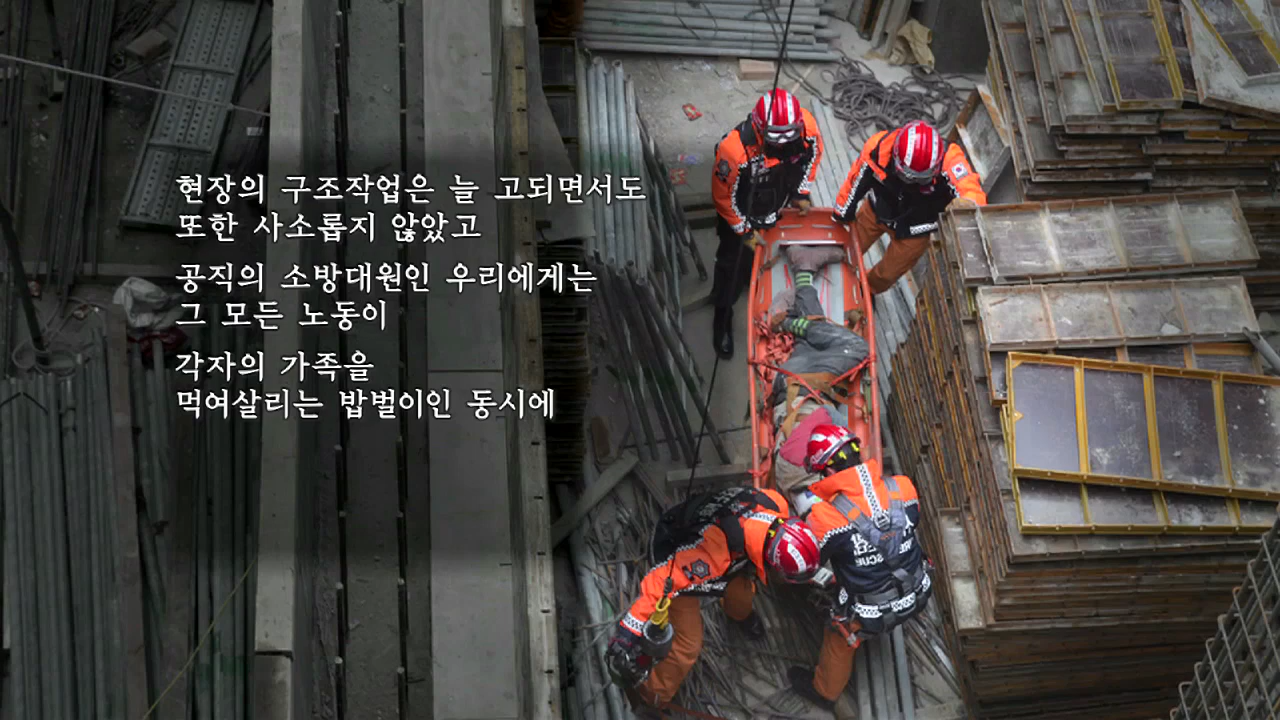 현장의 구조작업은 늘 고되면서도
또한 사소롭지 않았고
공직의 소방대원인 우리에게는
그 모든 노동이
각자의 가족을
먹여살리는 밥벌이인 동시에